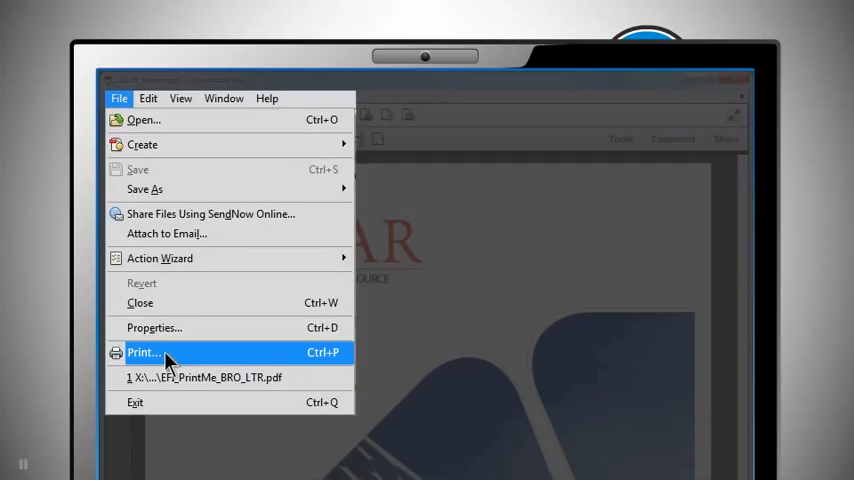 File Edit View Window Help
Open... Ctrl+O
Create
Save Ctrl+S
Save As
Share Files Using SendNow Online...
Attach to Email...
Action Wizard
Revert
Close Ctrl+W
Properties... Ctrl+D
Print... Ctrl+P
1 X:\...\EFI_PrintMe_BRO_LTR.pdf
Exit Ctrl+Q
Tools Comment Share
AR
OURCE